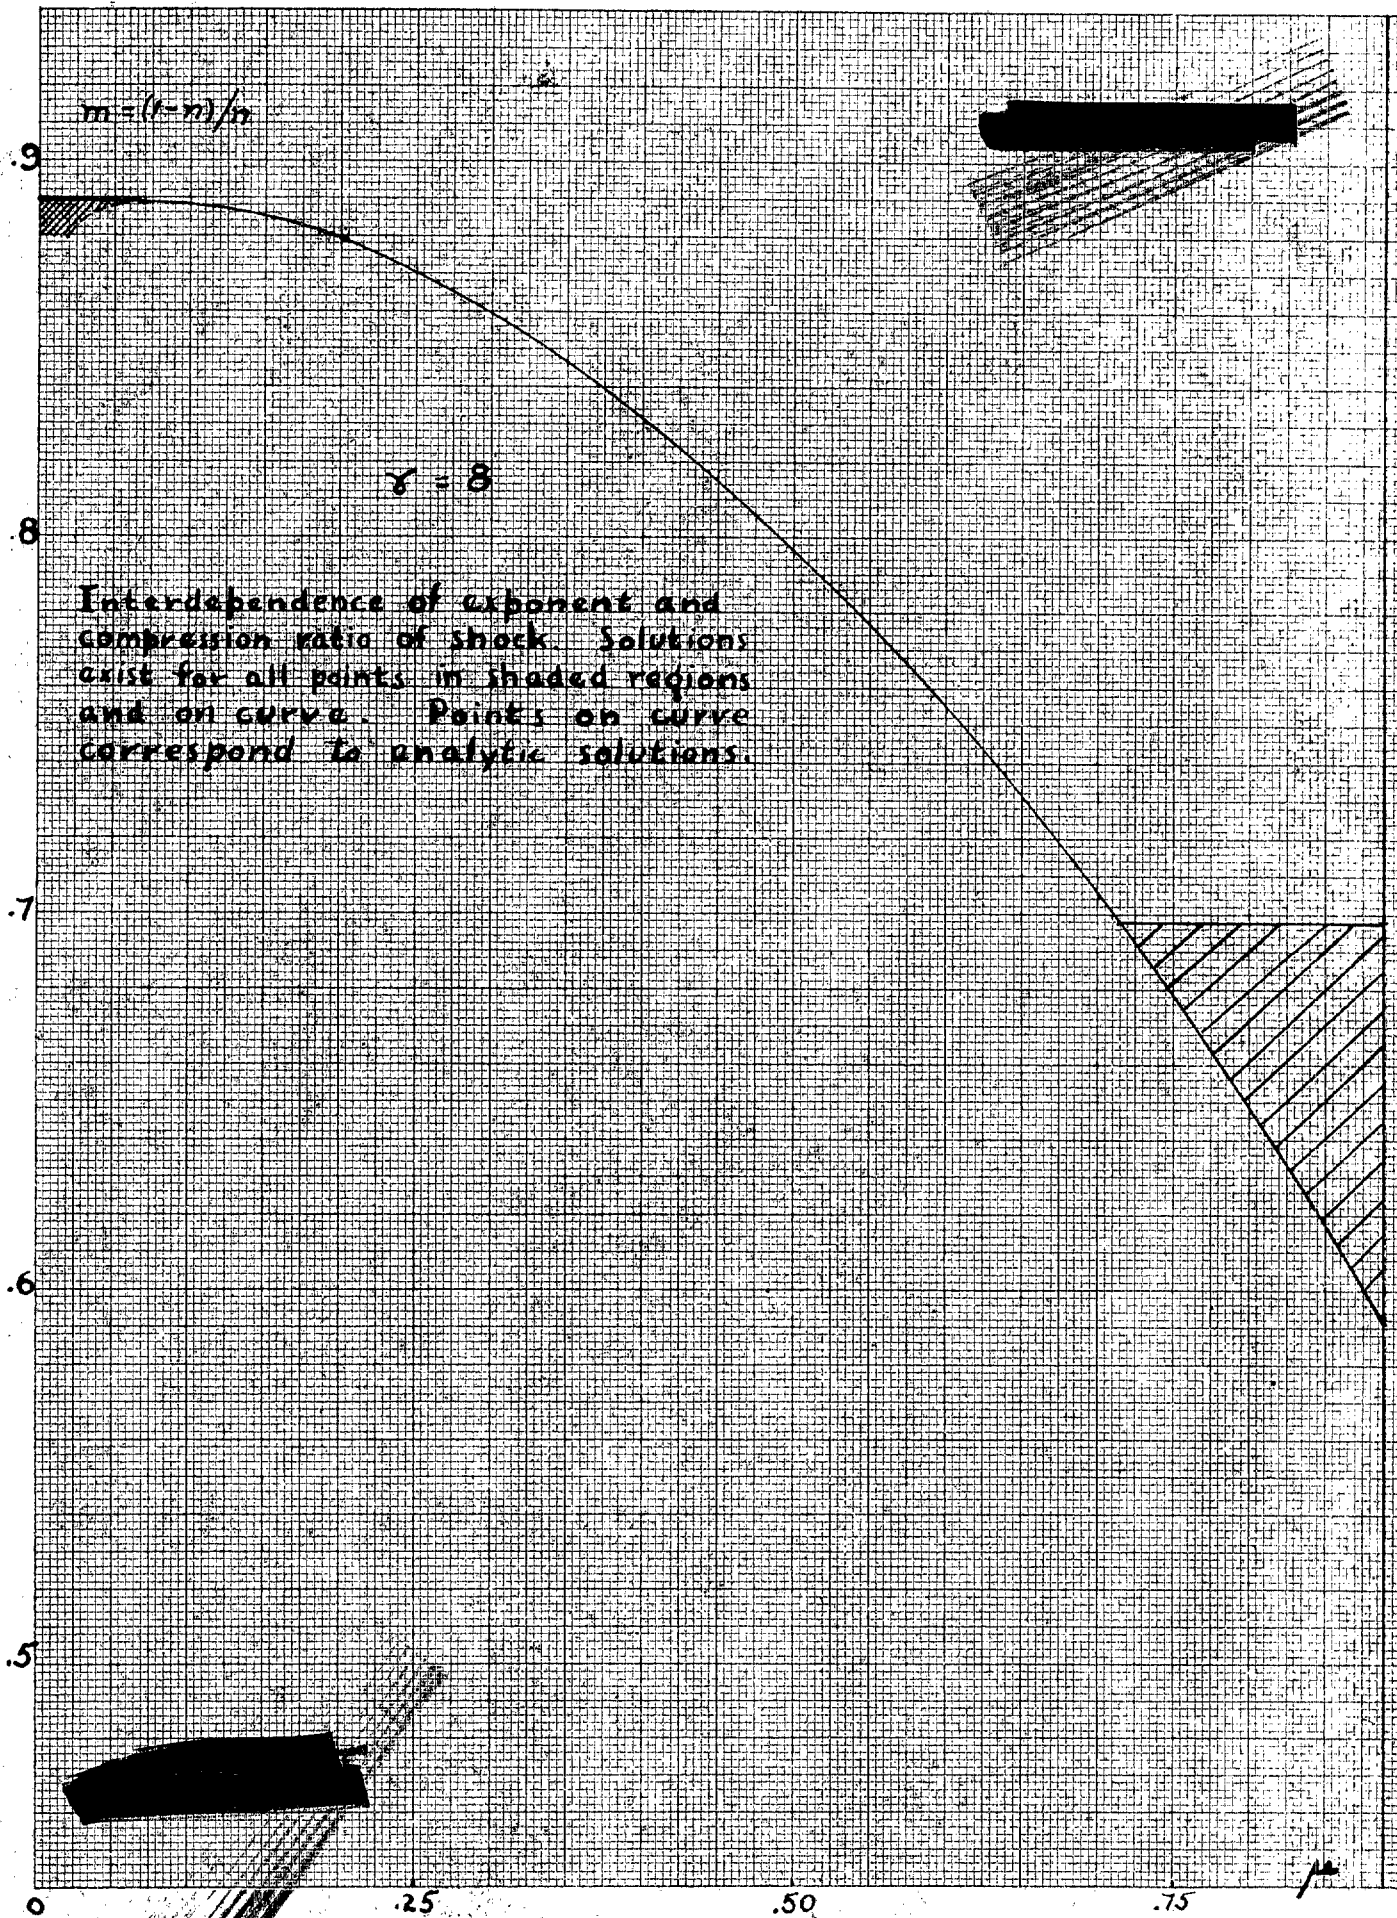 m = (1-n)/n
.9
γ = 8
.8
Interdependence of exponent and
compression ratio of shock. Solutions
exist for all points in shaded regions
and on curve. Points on curve
correspond to analytic solutions.
.7
.6
.5
μ
0 .25 .50 .75